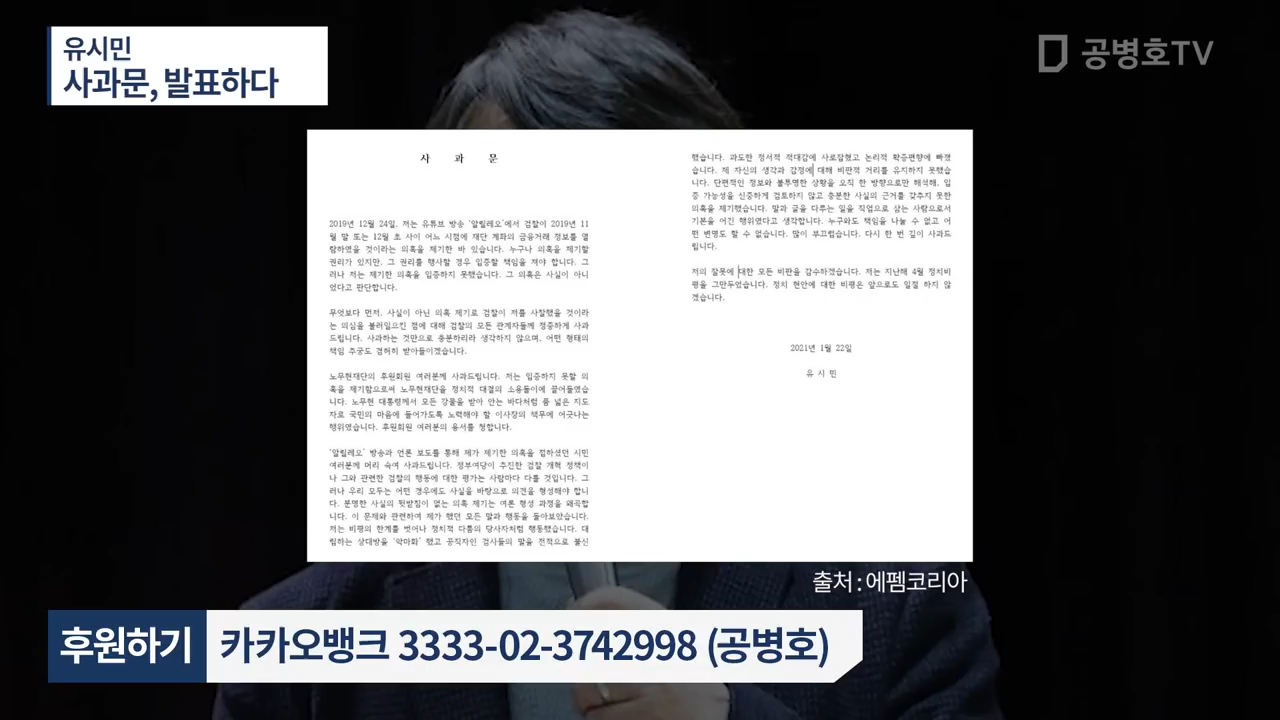 유시민
사과문, 발표하다
공병호TV
사 과 문
2019년 12월 24일, 저는 유튜브 방송 '알릴레오'에서 검찰이 2019년 11
월 말 또는 12월 초 사이 어느 시점에 재단 계좌의 금융거래 정보를 열
람하였을 것이라는 의혹을 제기한 바 있습니다. 누구나 의혹을 제기할
권리가 있지만, 그 권리를 행사할 경우 입증할 책임을 져야 합니다. 그
러나 저는 제기한 의혹을 입증하지 못했습니다. 그 의혹은 사실이 아니
었다고 판단합니다.
무엇보다 먼저, 사실이 아닌 의혹 제기로 검찰이 저를 사찰했을 것이라
는 의심을 불러일으킨 점에 대해 검찰의 모든 관계자들께 정중하게 사과
드립니다. 사과하는 것만으로 충분하리라 생각하지 않으며, 어떤 형태의
책임 추궁도 겸허히 받아들이겠습니다.
노무현재단의 후원회원 여러분께 사과드립니다. 저는 입증하지 못할 의
혹을 제기함으로써 노무현재단을 정치적 대결의 소용돌이에 끌어들였습
니다. 노무현 대통령께서 모든 강물을 받아 안는 바다처럼 품 넓은 지도
자로 국민의 마음에 들어가도록 노력해야 할 이사장의 책무에 어긋나는
행위였습니다. 후원회원 여러분의 용서를 청합니다.
'알릴레오' 방송과 언론 보도를 통해 제가 제기한 의혹을 접하셨던 시민
여러분께 머리 숙여 사과드립니다. 정부여당이 추진한 검찰 개혁 정책이
나 그와 관련한 검찰의 행동에 대한 평가는 사람마다 다를 것입니다. 그
러나 우리 모두는 어떤 경우에도 사실을 바탕으로 의견을 형성해야 합니
다. 분명한 사실의 뒷받침이 없는 의혹 제기는 여론 형성 과정을 왜곡합
니다. 이 문제와 관련하여 제가 했던 모든 말과 행동을 돌아보았습니다.
저는 비평의 한계를 벗어나 정치적 다툼의 당사자처럼 행동했습니다. 대
립하는 상대방을 '악마화' 했고 공직자인 검사들의 말을 전적으로 불신
했습니다. 과도한 정서적 적대감에 사로잡혔고 논리적 확증편향에 빠졌
습니다. 제 자신의 생각과 감정에 대해 비판적 거리를 유지하지 못했습
니다. 단편적인 정보와 불투명한 상황을 오직 한 방향으로만 해석해, 입
증 가능성을 신중하게 검토하지 않고 충분한 사실의 근거를 갖추지 못한
의혹을 제기했습니다. 말과 글을 다루는 일을 직업으로 삼는 사람으로서
기본을 어긴 행위였다고 생각합니다. 누구와도 책임을 나눌 수 없고 어
떤 변명도 할 수 없습니다. 많이 부끄럽습니다. 다시 한 번 깊이 사과드
립니다.
저의 잘못에 대한 모든 비판을 감수하겠습니다. 저는 지난해 4월 정치비
평을 그만두었습니다. 정치 현안에 대한 비평은 앞으로도 일절 하지 않
겠습니다.
2021년 1월 22일
유 시 민
출처 : 에펨코리아
후원하기 카카오뱅크 3333-02-3742998 (공병호)